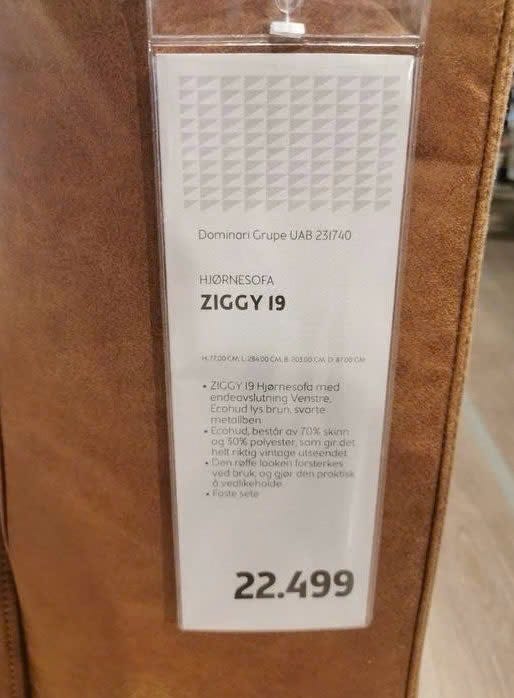 Dominari Grupe UAB 231740
HJØRNESOFA
ZIGGY 19
H: 77.00 CM, L: 284.00 CM, B: 203.00 CM, D: 87.00 CM
• ZIGGY 19 Hjørnesofa med
endeavslutning Venstre,
Ecohud lys brun, svarte
metallben
• Ecohud, består av 70% skinn
og 30% polyester, som gir det
helt riktig vintage utseendet
• Den røffe looken forsterkes
ved bruk, og gjør den praktisk
å vedlikeholde
• Faste sete
22.499